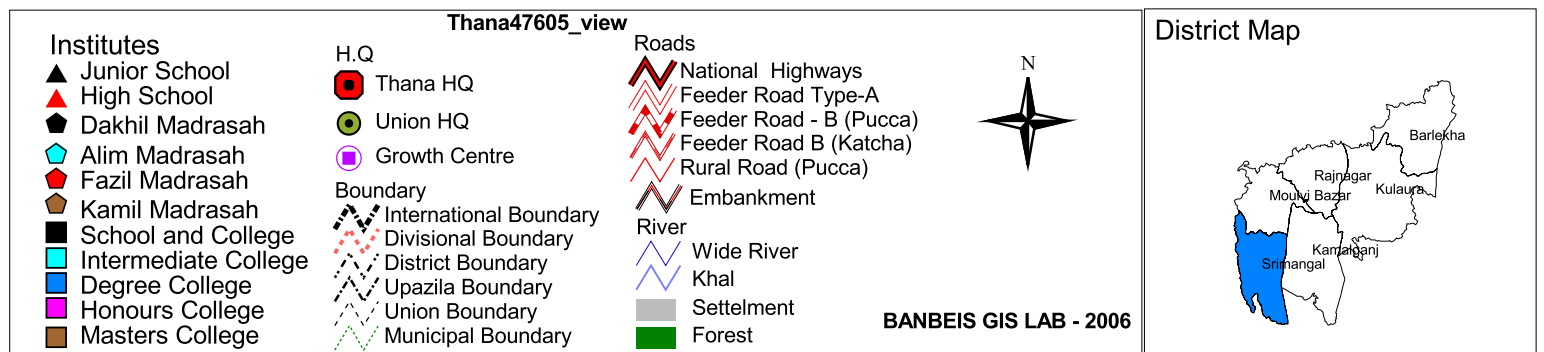 Thana47605_view
Institutes
Junior School
High School
Dakhil Madrasah
Alim Madrasah
Fazil Madrasah
Kamil Madrasah
School and College
Intermediate College
Degree College
Honours College
Masters College
H.Q
Thana HQ
Union HQ
Growth Centre
Boundary
International Boundary
Divisional Boundary
District Boundary
Upazila Boundary
Union Boundary
Municipal Boundary
Roads
National Highways
Feeder Road Type-A
Feeder Road - B (Pucca)
Feeder Road B (Katcha)
Rural Road (Pucca)
Embankment
River
Wide River
Khal
Settelment
Forest
N
BANBEIS GIS LAB - 2006
District Map
Barlekha
Rajnagar
Kulaura
Moulvi Bazar
Kamalganj
Srimangal